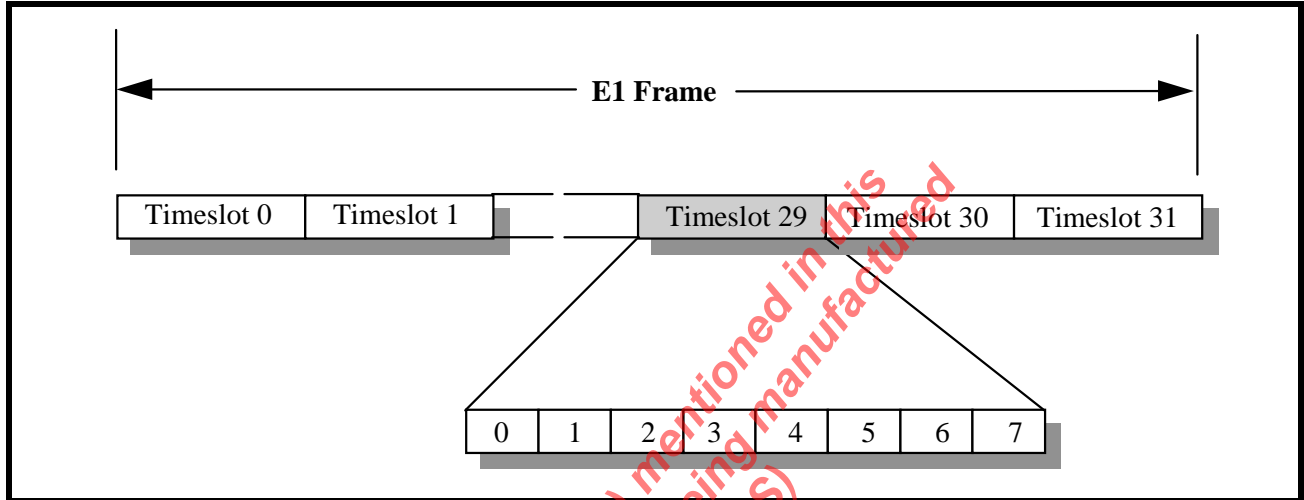 E1 Frame
Timeslot 0 Timeslot 1 Timeslot 29 Timeslot 30 Timeslot 31
0 1 2 3 4 5 6 7
mentioned in this
being manufactured